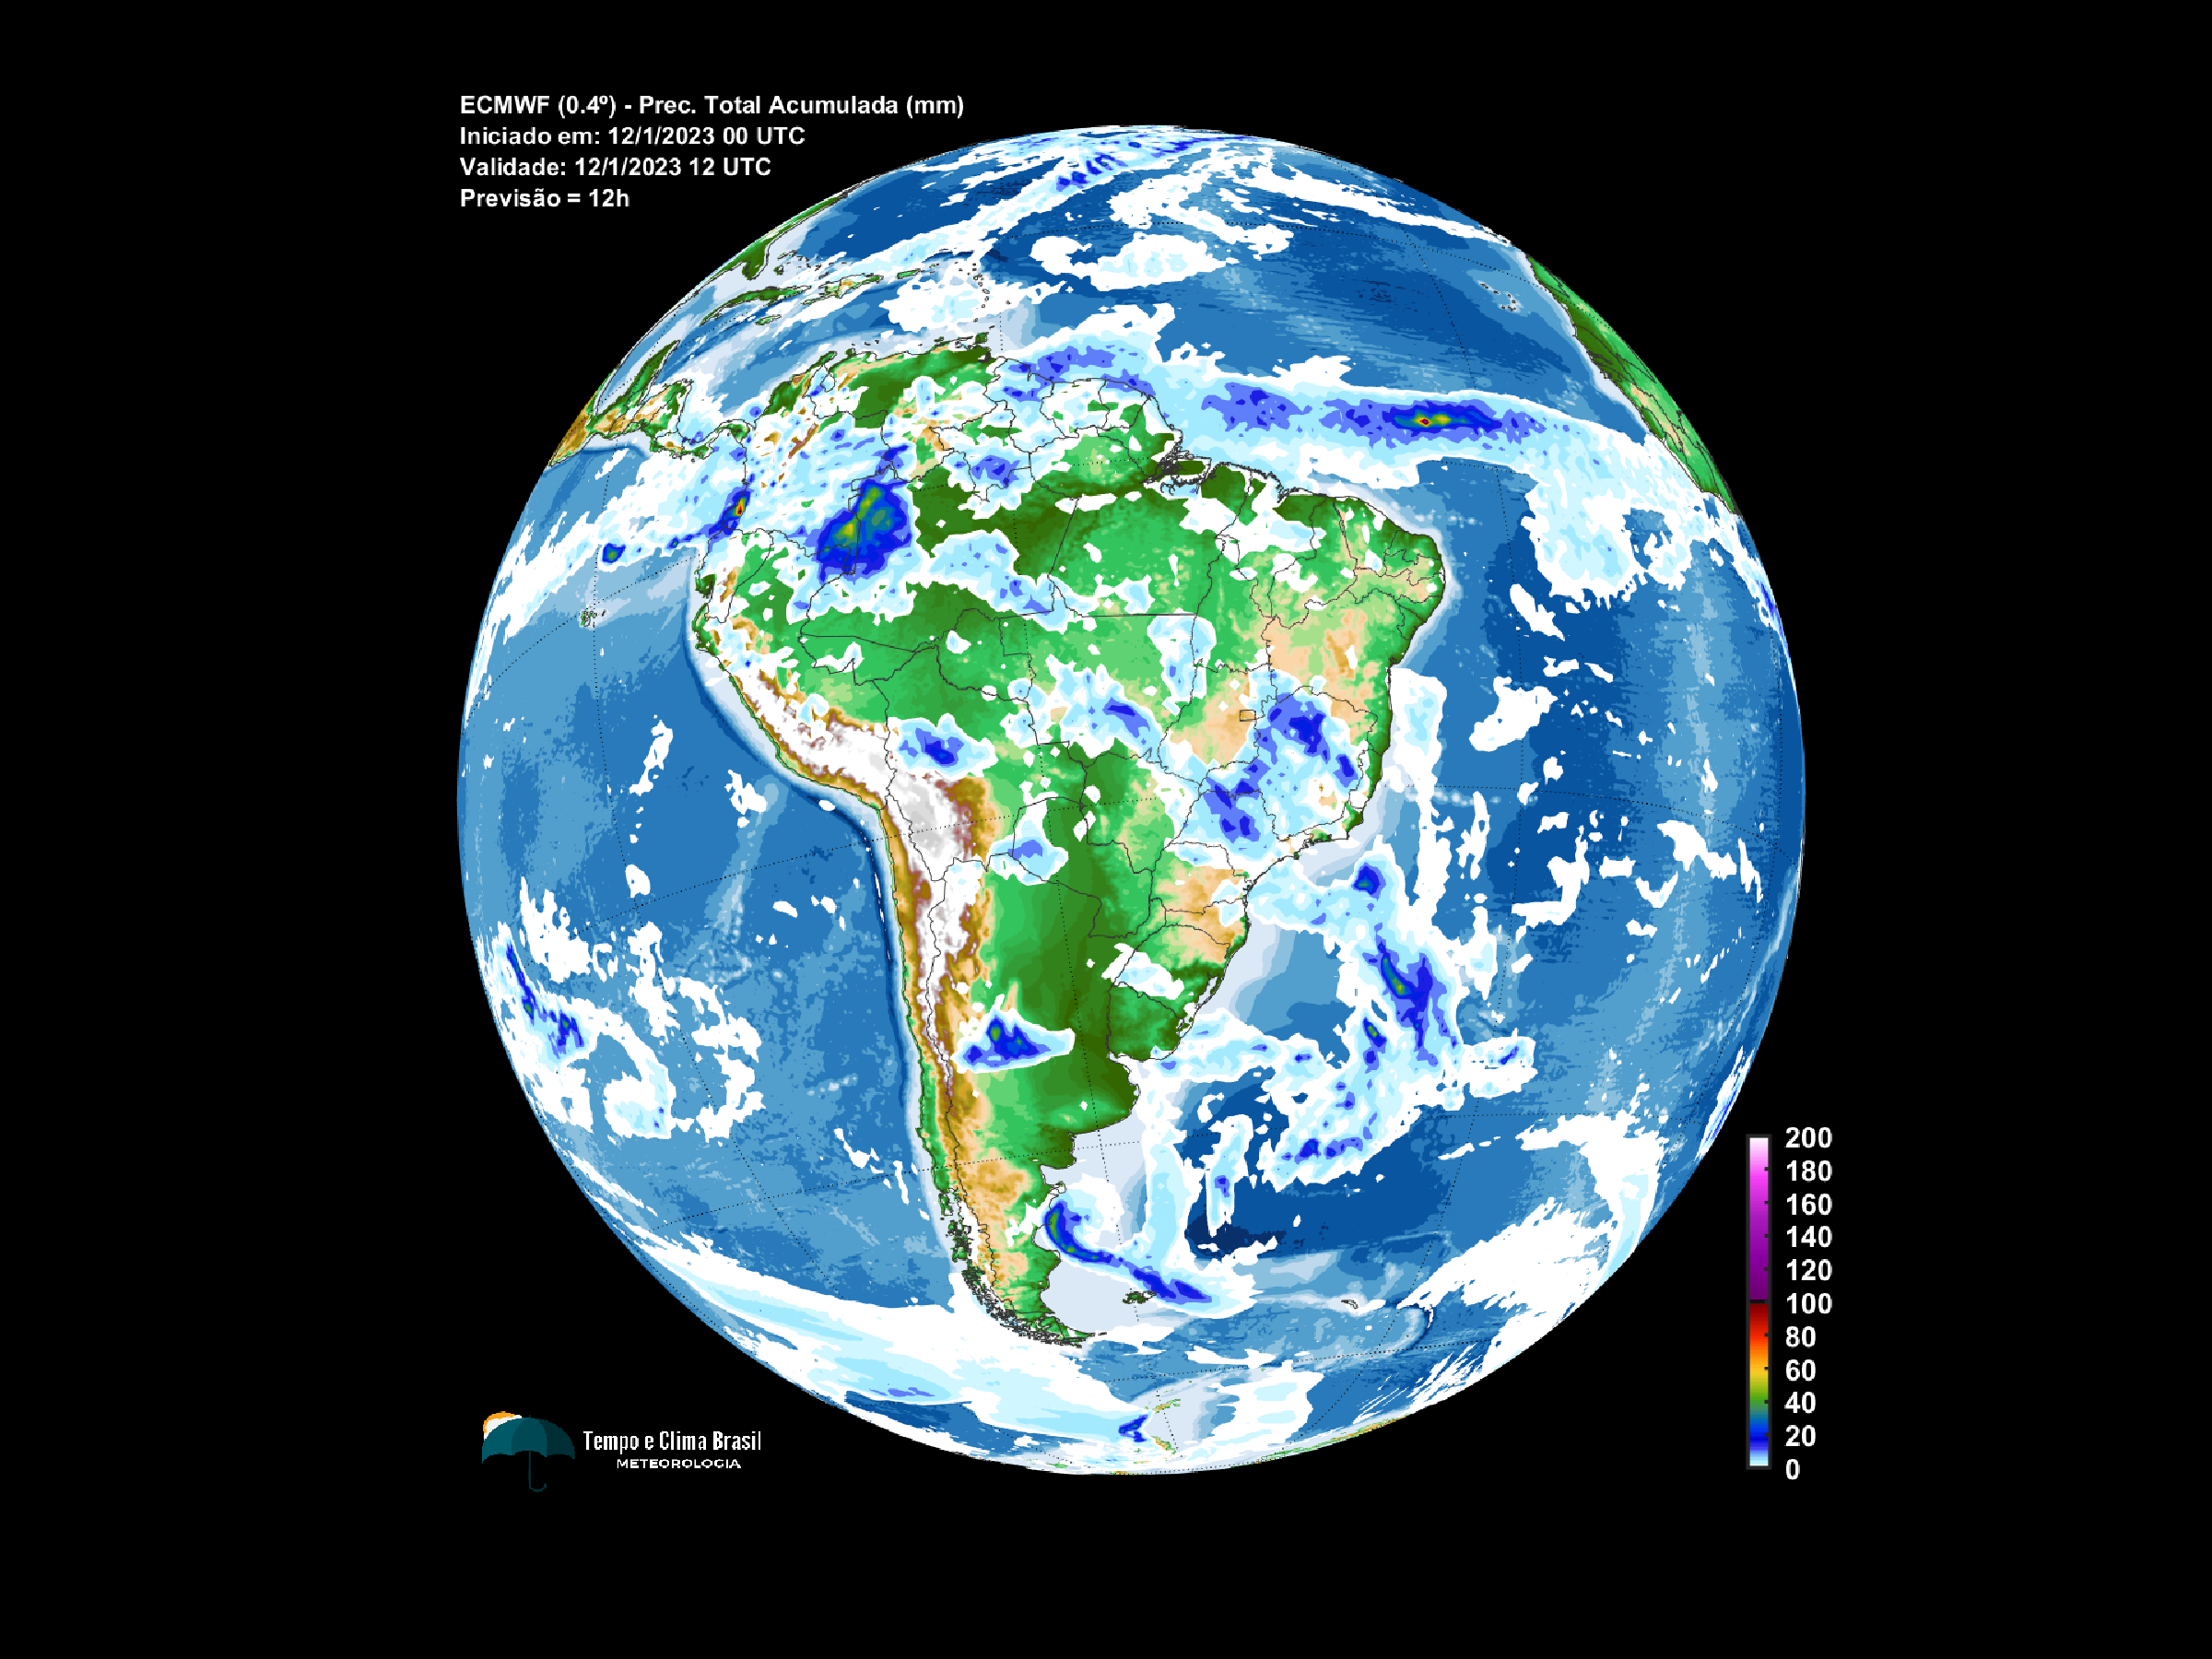 ECMWF (0.4º) - Prec. Total Acumulada (mm)
Iniciado em: 12/1/2023 00 UTC
Validade: 12/1/2023 12 UTC
Previsão = 12h
200
180
160
140
120
100
80
60
40
20
0
Tempo e Clima Brasil
METEOROLOGIA